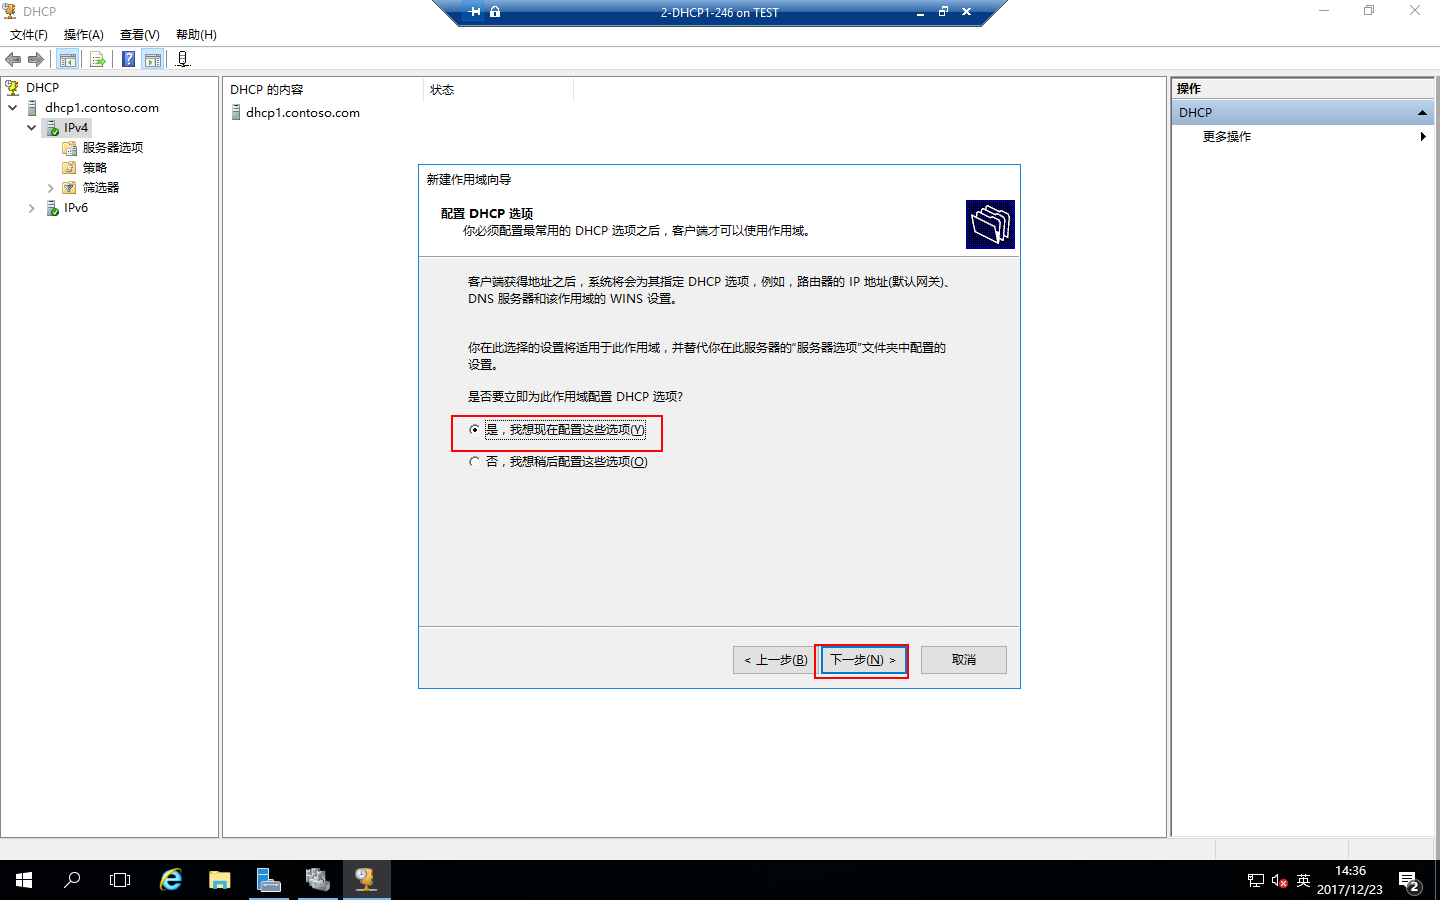 DHCP
2-DHCP1-246 on TEST
文件(F) 操作(A) 查看(V) 帮助(H)
DHCP
dhcp1.contoso.com
IPv4
服务器选项
策略
筛选器
IPv6
DHCP 的内容 状态
dhcp1.contoso.com
操作
DHCP
更多操作
新建作用域向导
配置 DHCP 选项
你必须配置最常用的 DHCP 选项之后，客户端才可以使用作用域。
客户端获得地址之后，系统将会为其指定 DHCP 选项，例如，路由器的 IP 地址(默认网关)、
DNS 服务器和该作用域的 WINS 设置。
你在此选择的设置将适用于此作用域，并替代你在此服务器的“服务器选项”文件夹中配置的
设置。
是否要立即为此作用域配置 DHCP 选项?
是，我想现在配置这些选项(Y)
否，我想稍后配置这些选项(O)
< 上一步(B) 下一步(N) > 取消
英
14:36
2017/12/23
2